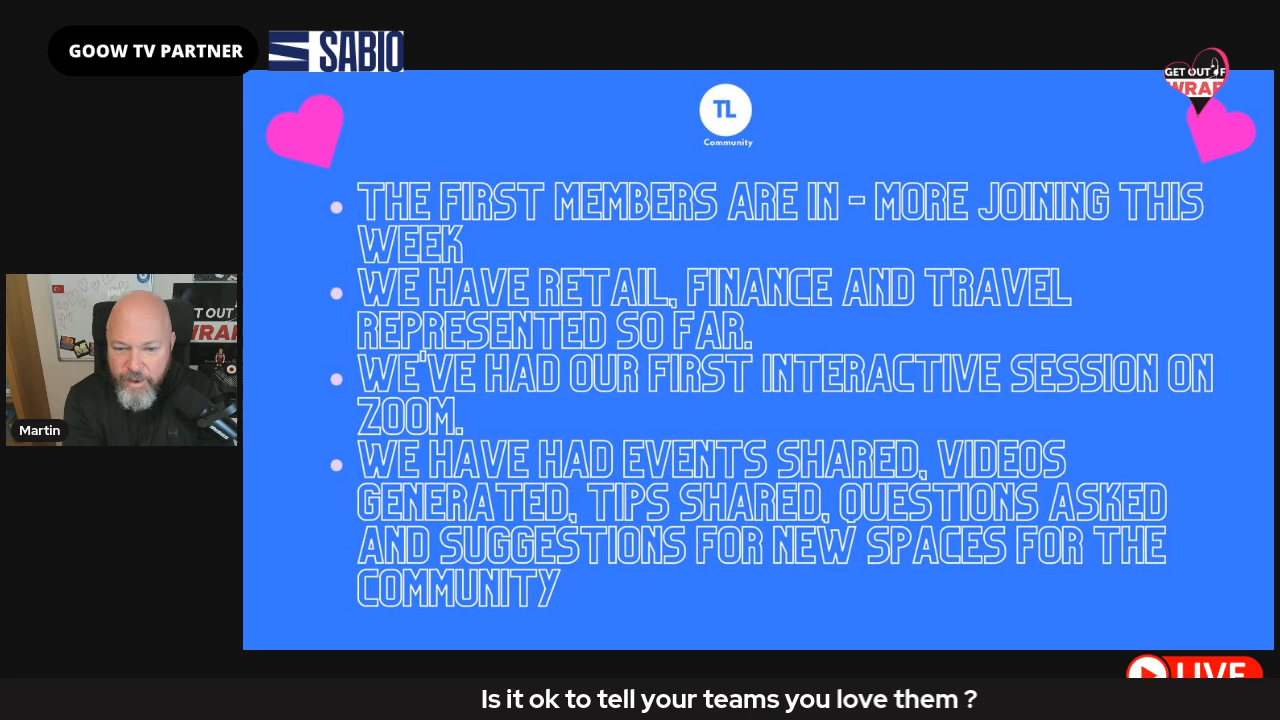 GOOW TV PARTNER
SABIO
GET OUT OF
WRAP
TL
Community
THE FIRST MEMBERS ARE IN - MORE JOINING THIS
WEEK
WE HAVE RETAIL, FINANCE AND TRAVEL
REPRESENTED SO FAR.
WE'VE HAD OUR FIRST INTERACTIVE SESSION ON
ZOOM.
WE HAVE HAD EVENTS SHARED, VIDEOS
GENERATED, TIPS SHARED, QUESTIONS ASKED
AND SUGGESTIONS FOR NEW SPACES FOR THE
COMMUNITY
T OUT
WRAP
Martin
LIVE
Is it ok to tell your teams you love them ?